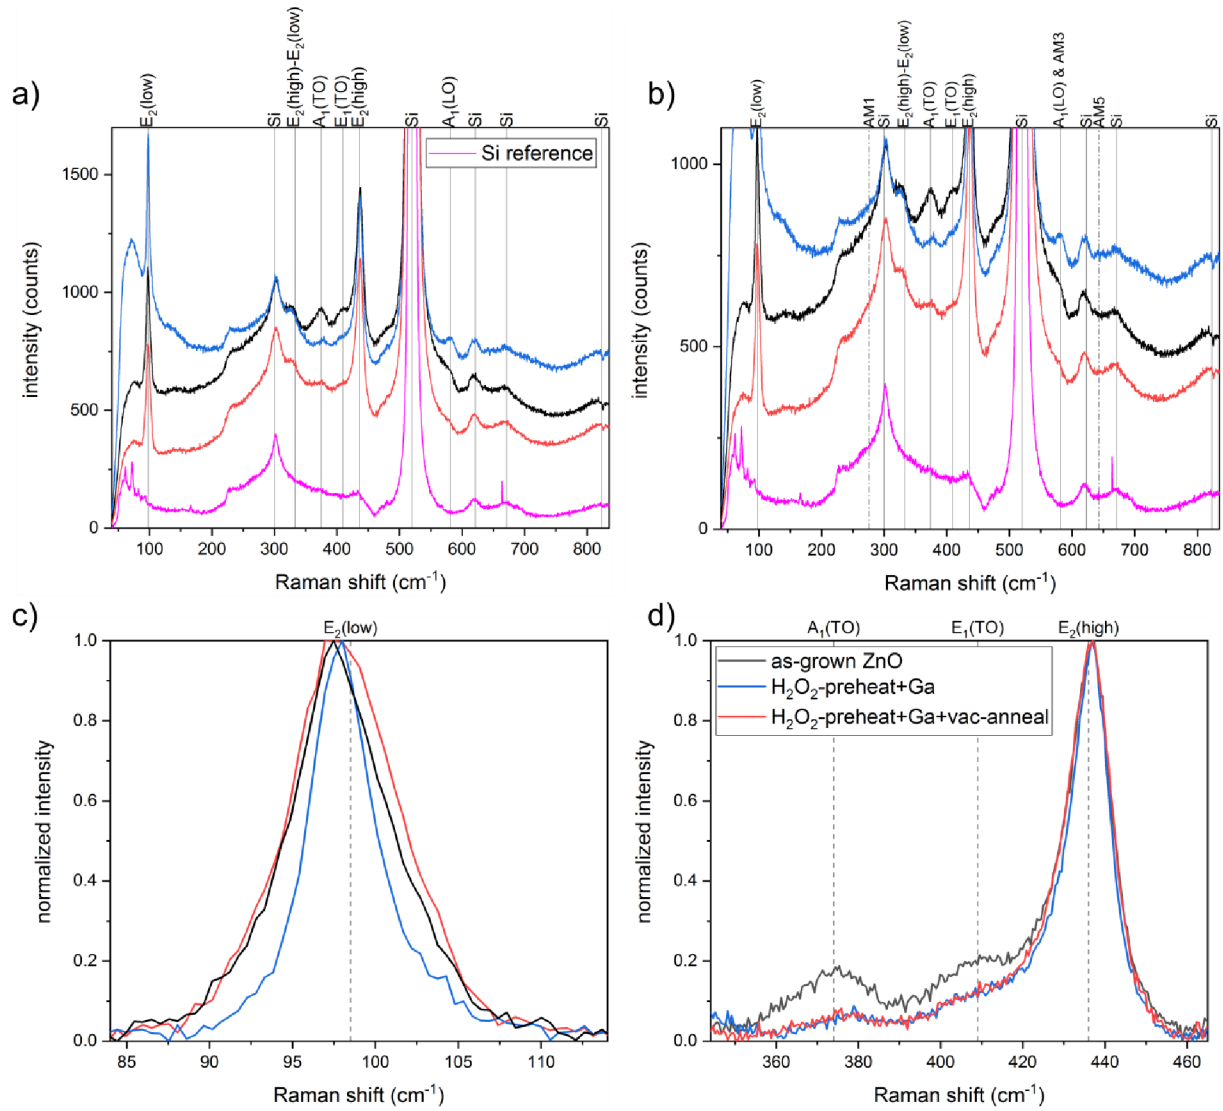 a)
E₂(low)
Si
E₂(high)-E₂(low)
A₁(TO)
E₁(TO)
E₂(high)
Si
A₁(LO)
Si
Si
Si
Si reference
1500
1000
500
0
intensity (counts)
100 200 300 400 500 600 700 800
Raman shift (cm⁻¹)
b)
E₂(low)
AM1
Si
E₂(high)-E₂(low)
A₁(TO)
E₁(TO)
E₂(high)
Si
A₁(LO) & AM3
Si
AM5
Si
Si
1000
500
0
intensity (counts)
100 200 300 400 500 600 700 800
Raman shift (cm⁻¹)
c)
E₂(low)
1.0
0.8
0.6
0.4
0.2
0.0
normalized intensity
85 90 95 100 105 110
Raman shift (cm⁻¹)
d)
A₁(TO) E₁(TO) E₂(high)
as-grown ZnO
H₂O₂-preheat+Ga
H₂O₂-preheat+Ga+vac-anneal
1.0
0.8
0.6
0.4
0.2
0.0
normalized intensity
360 380 400 420 440 460
Raman shift (cm⁻¹)